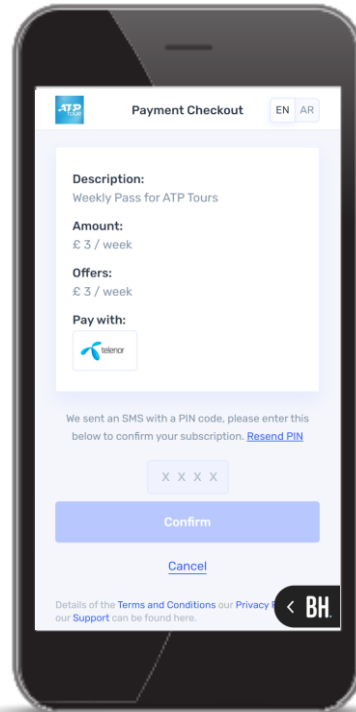 ATP
TOUR
Payment Checkout
EN AR
Description:
Weekly Pass for ATP Tours
Amount:
£ 3 / week
Offers:
£ 3 / week
Pay with:
telenor
We sent an SMS with a PIN code, please enter this
below to confirm your subscription. Resend PIN
X X X X
Confirm
Cancel
Details of the Terms and Conditions our Privacy
our Support can be found here.
< BH.